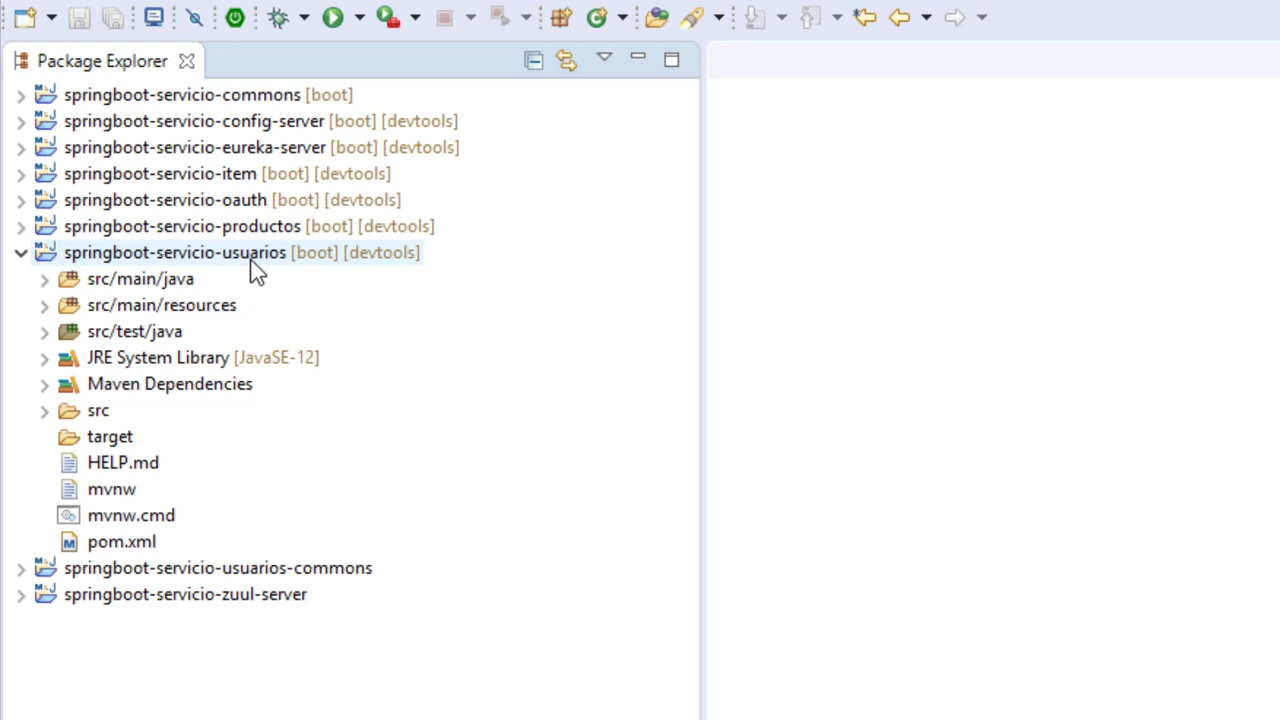 Package Explorer
springboot-servicio-commons [boot]
springboot-servicio-config-server [boot] [devtools]
springboot-servicio-eureka-server [boot] [devtools]
springboot-servicio-item [boot] [devtools]
springboot-servicio-oauth [boot] [devtools]
springboot-servicio-productos [boot] [devtools]
springboot-servicio-usuarios [boot] [devtools]
src/main/java
src/main/resources
src/test/java
JRE System Library [JavaSE-12]
Maven Dependencies
src
target
HELP.md
mvnw
mvnw.cmd
pom.xml
springboot-servicio-usuarios-commons
springboot-servicio-zuul-server